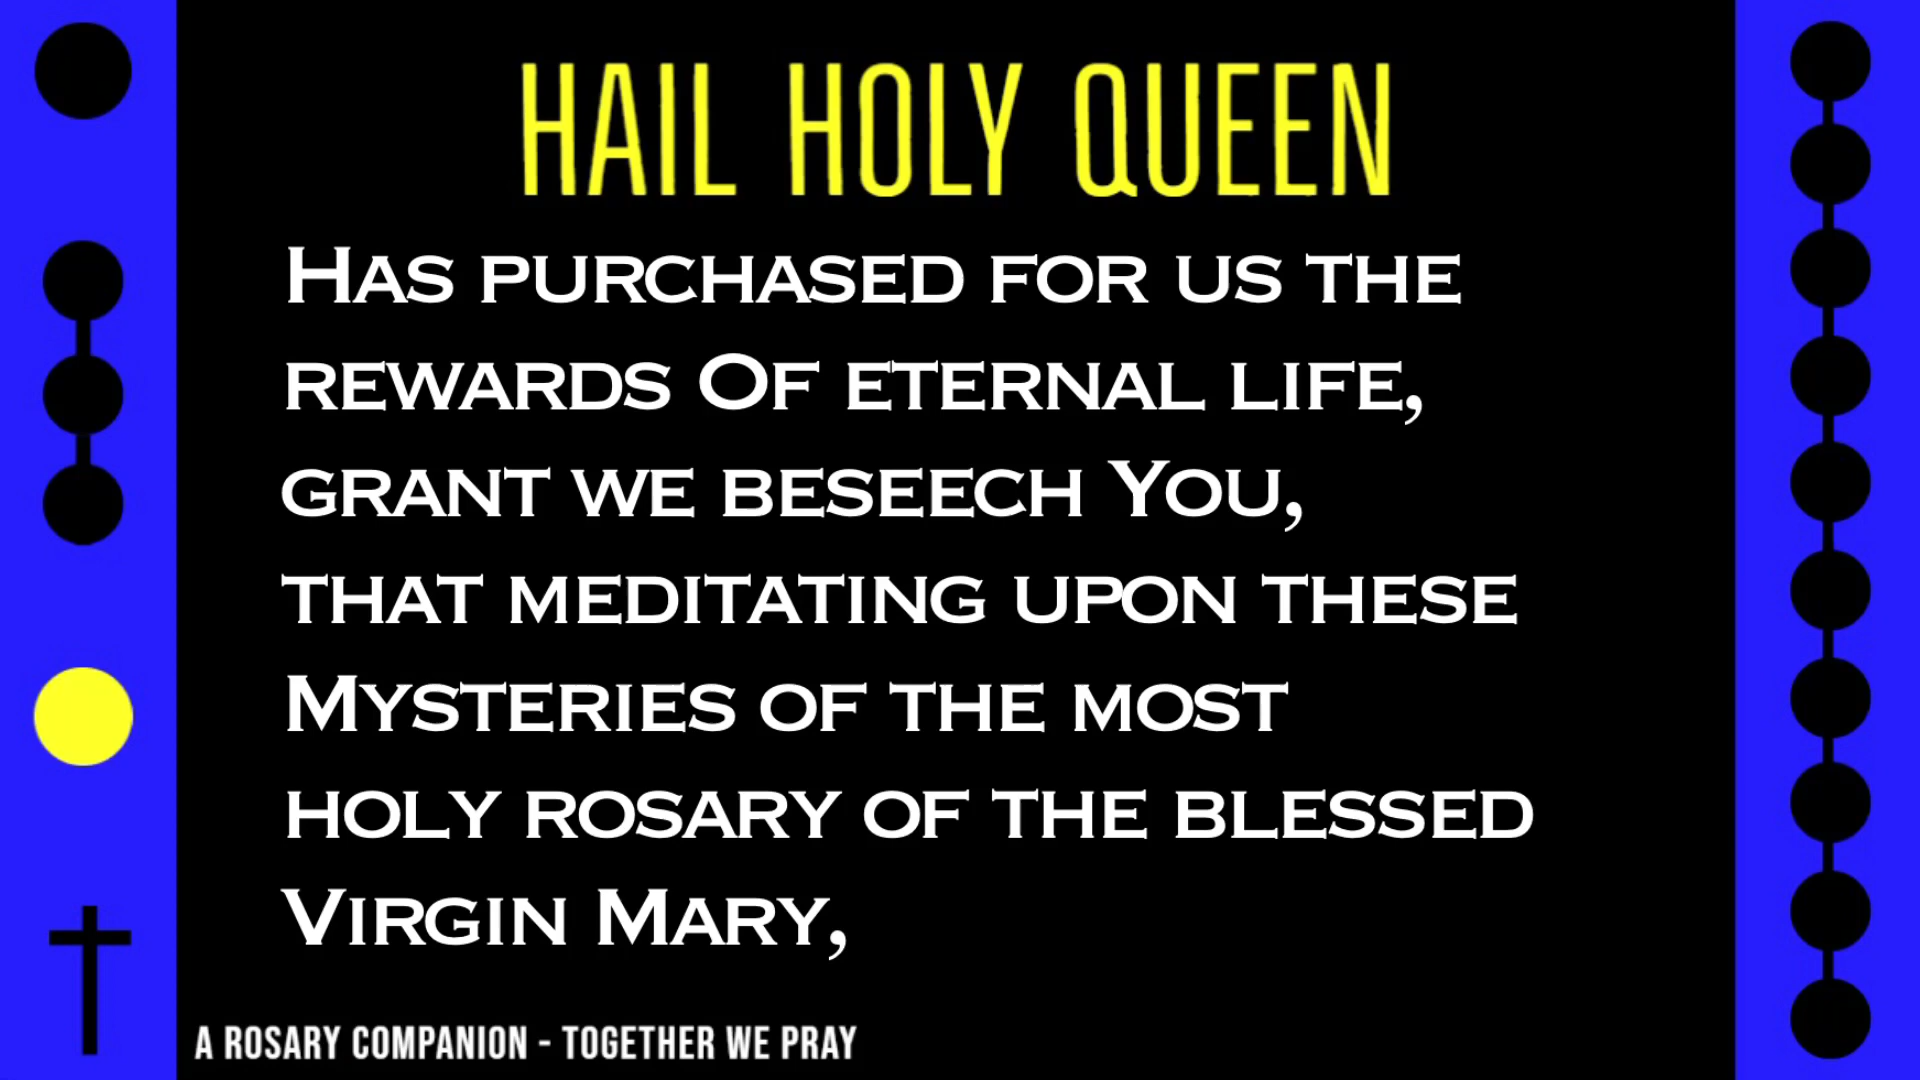 HAIL HOLY QUEEN
Has purchased for us the
rewards Of eternal life,
grant we beseech You,
that meditating upon these
Mysteries of the most
holy rosary of the blessed
Virgin Mary,
A ROSARY COMPANION - TOGETHER WE PRAY